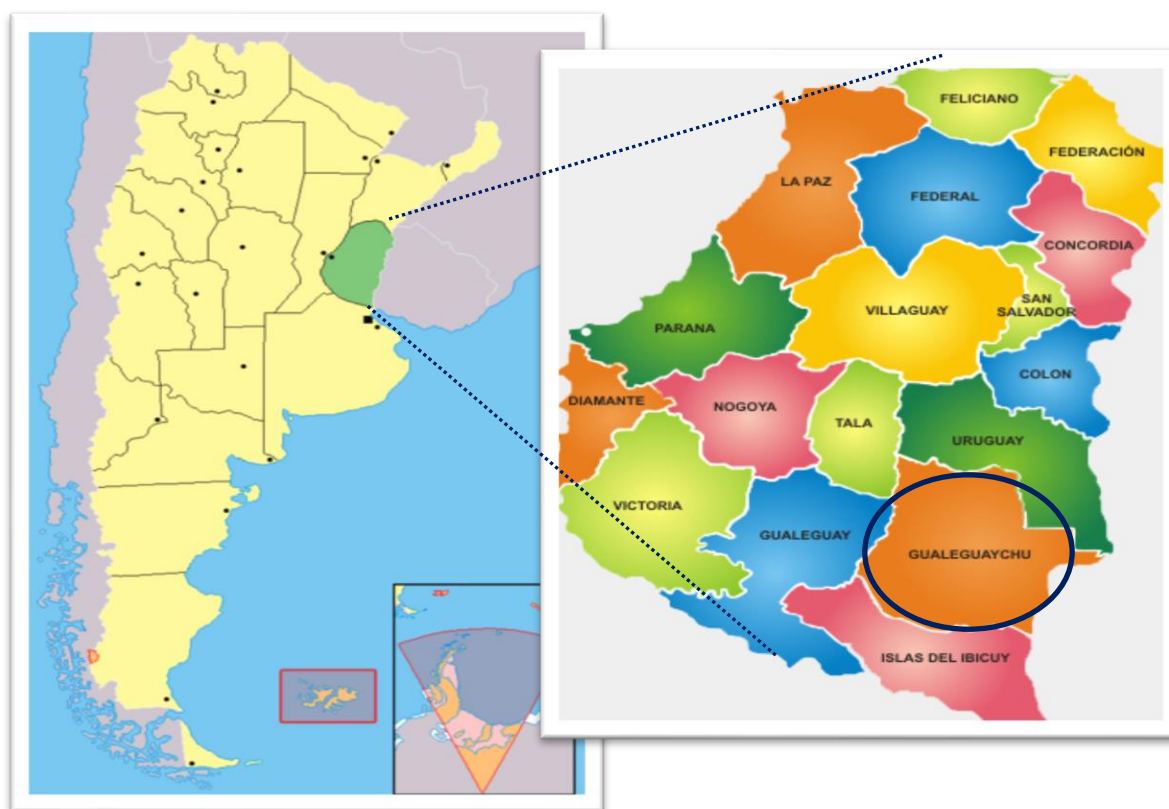 FELICIANO
FEDERACIÓN
LA PAZ
FEDERAL
CONCORDIA
SAN
SALVADOR
VILLAGUAY
PARANA
COLON
DIAMANTE
NOGOYA
TALA
URUGUAY
VICTORIA
GUALEGUAY
GUALEGUAYCHU
ISLAS DEL IBICUY